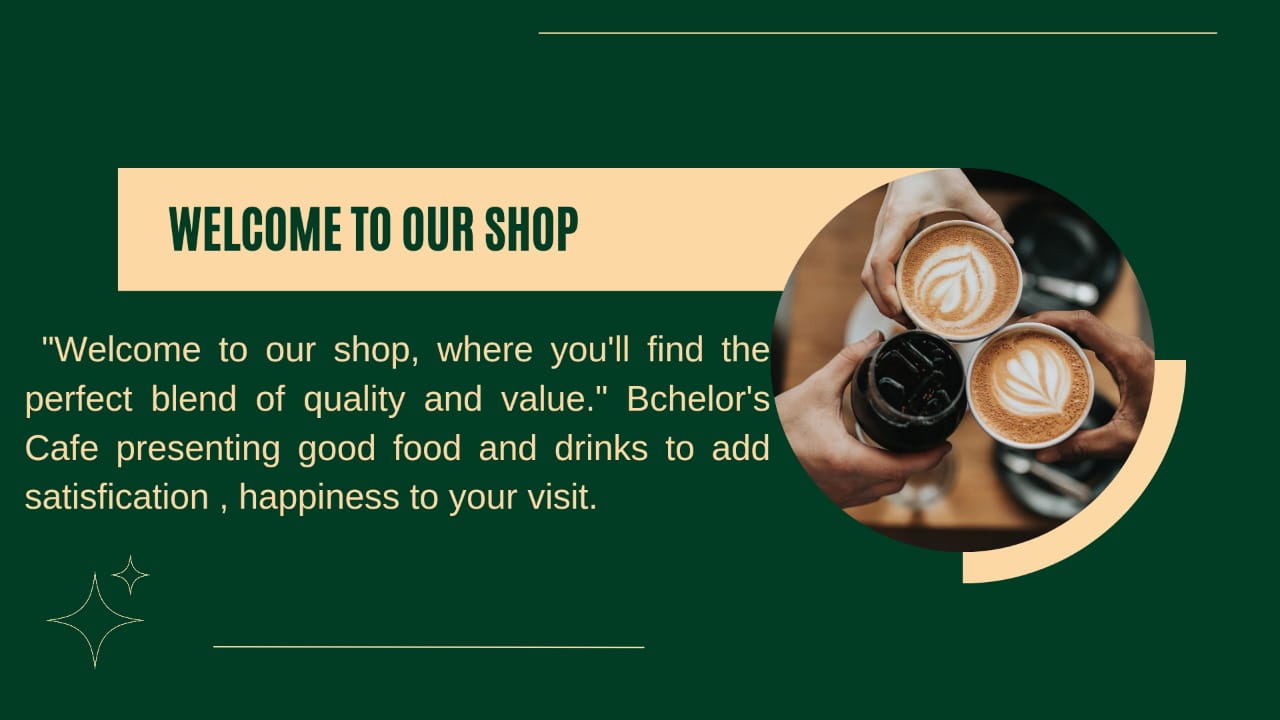 WELCOME TO OUR SHOP
"Welcome to our shop, where you'll find the
perfect blend of quality and value." Bchelor's
Cafe presenting good food and drinks to add
satisfication , happiness to your visit.